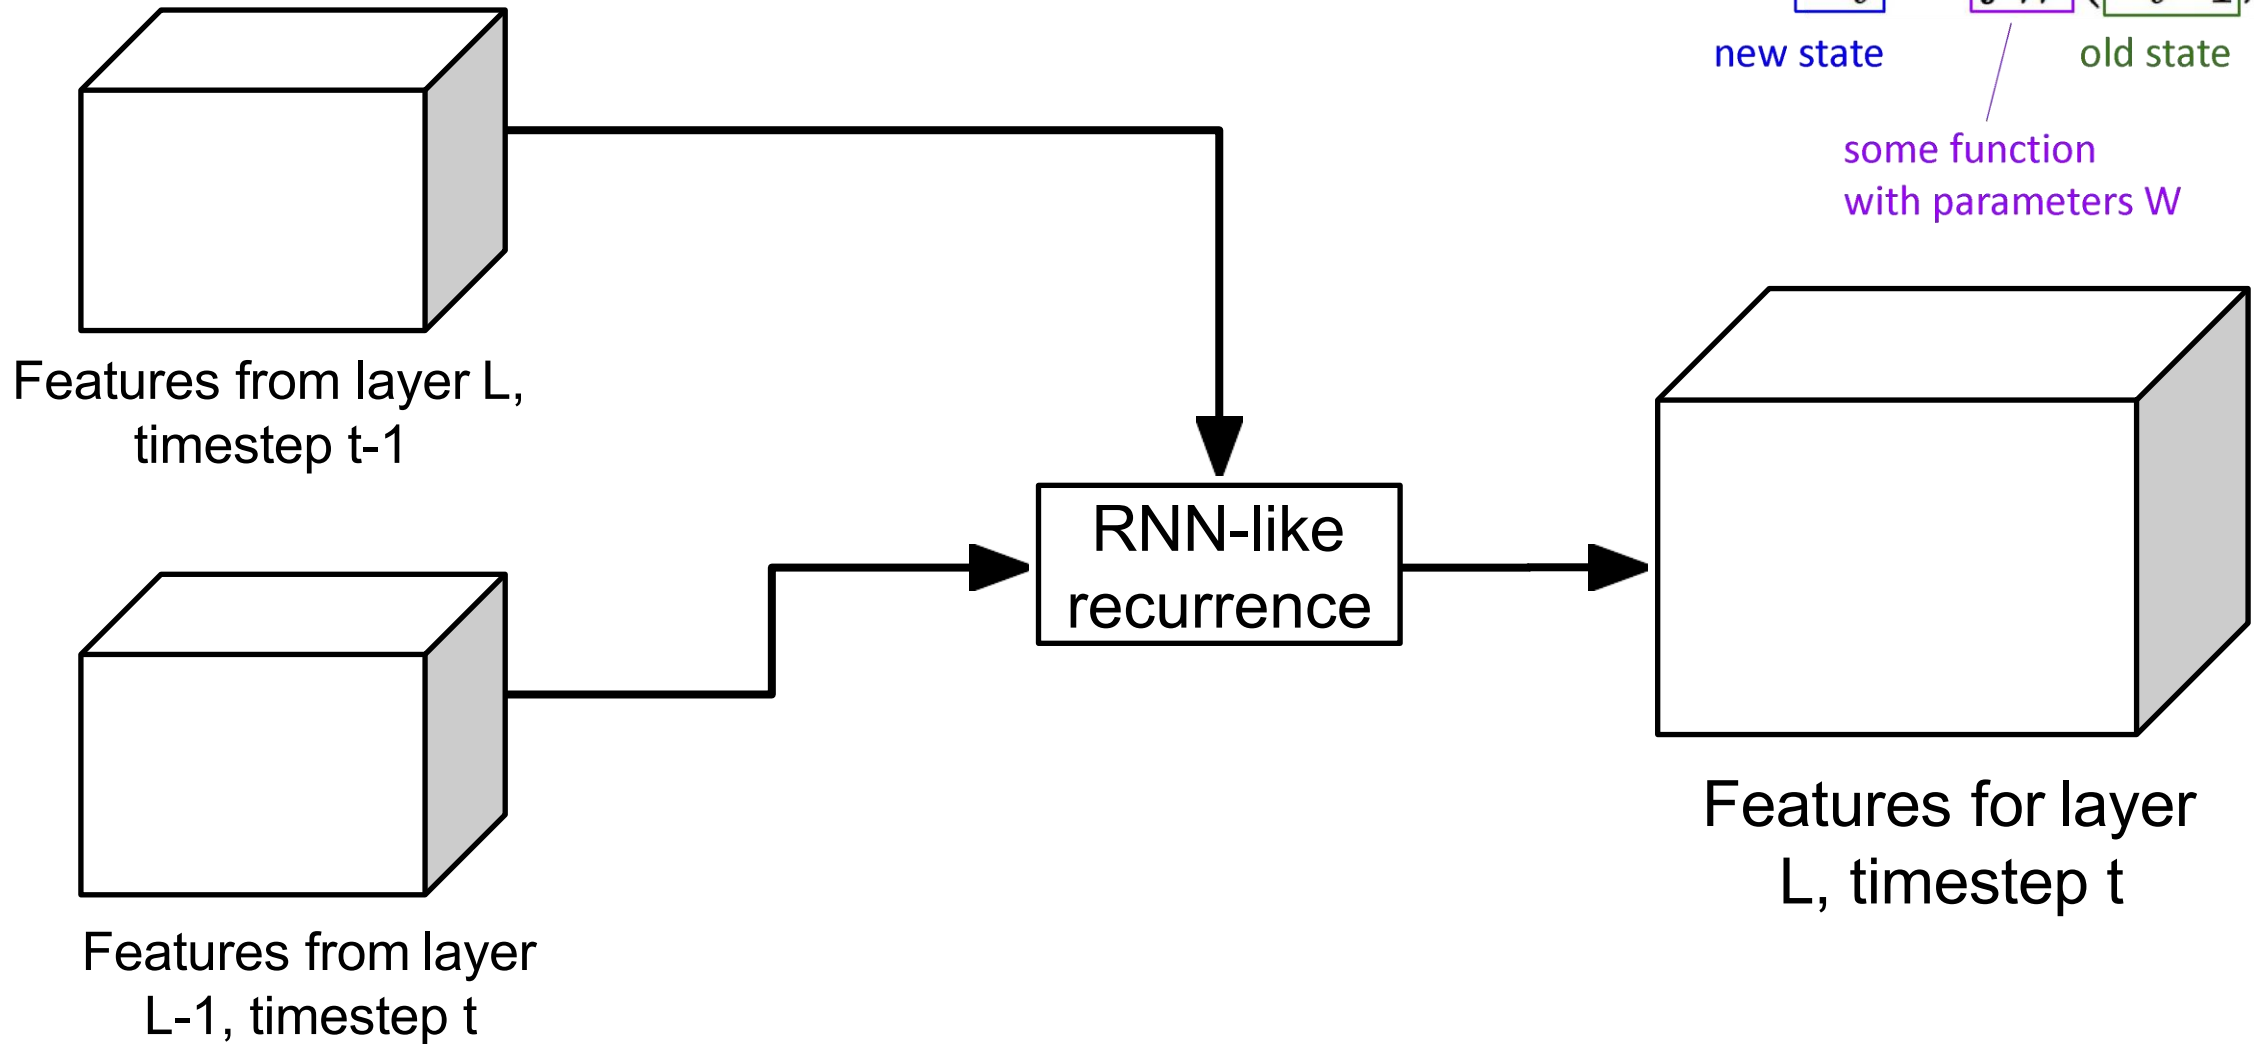 new state
old state
some function
with parameters W
Features from layer L,
timestep t-1
RNN-like
recurrence
Features for layer
L, timestep t
Features from layer
L-1, timestep t